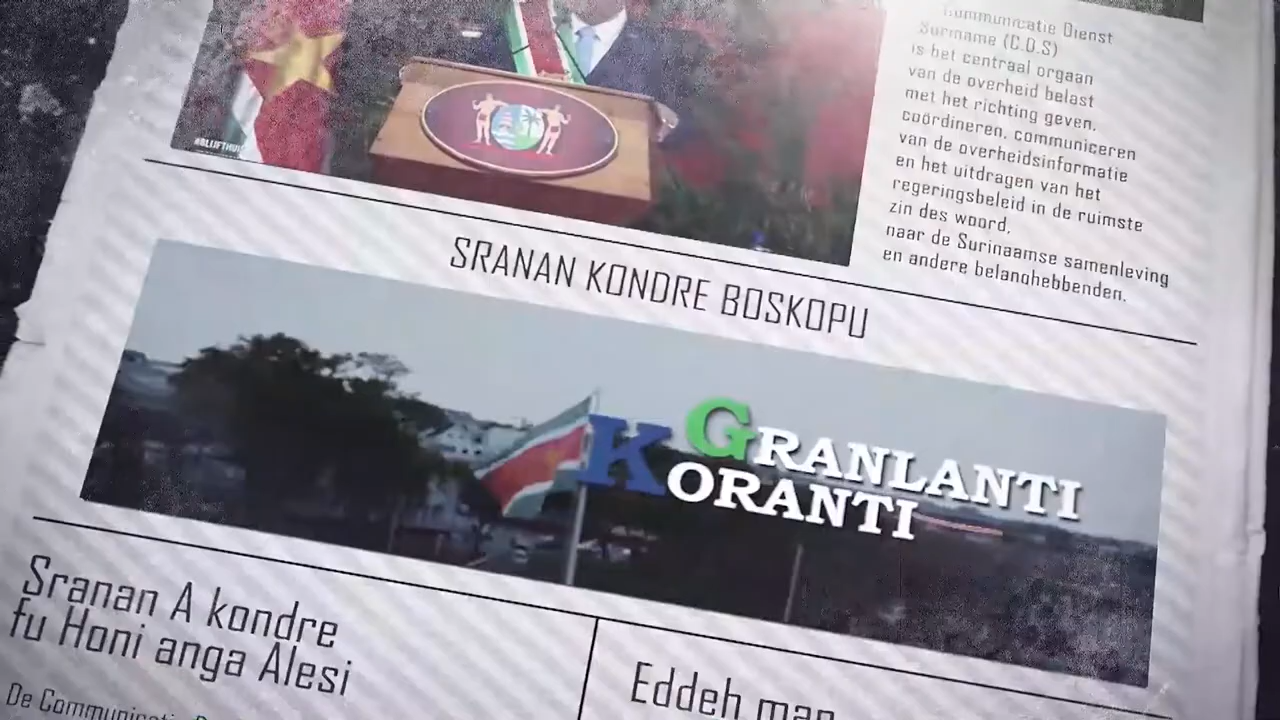 Communicatie Dienst
Suriname (C.D.S)
is het centraal orgaan
van de overheid belast
met het richting geven,
coördineren, communiceren
van de overheidsinformatie
en het uitdragen van het
regeringsbeleid in de ruimste
zin des woord,
naar de Surinaamse samenleving
en andere belanghebbenden.
SRANAN KONDRE BOSKOPU
GRANLANTI
KORANTI
Sranan A kondre
fu Honi anga Alesi
De
Eddeh man